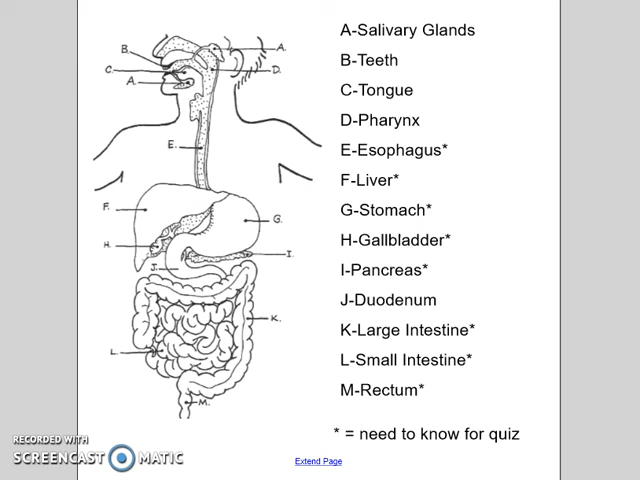 A-Salivary Glands
B-Teeth
C-Tongue
D-Pharynx
E-Esophagus*
F-Liver*
G-Stomach*
H-Gallbladder*
I-Pancreas*
J-Duodenum
K-Large Intestine*
L-Small Intestine*
M-Rectum*
* = need to know for quiz
Extend Page
B.
A.
C.
D.
A.
E.
F.
G.
H.
I.
J.
K.
L.
M.
RECORDED WITH
SCREENCAST MATIC